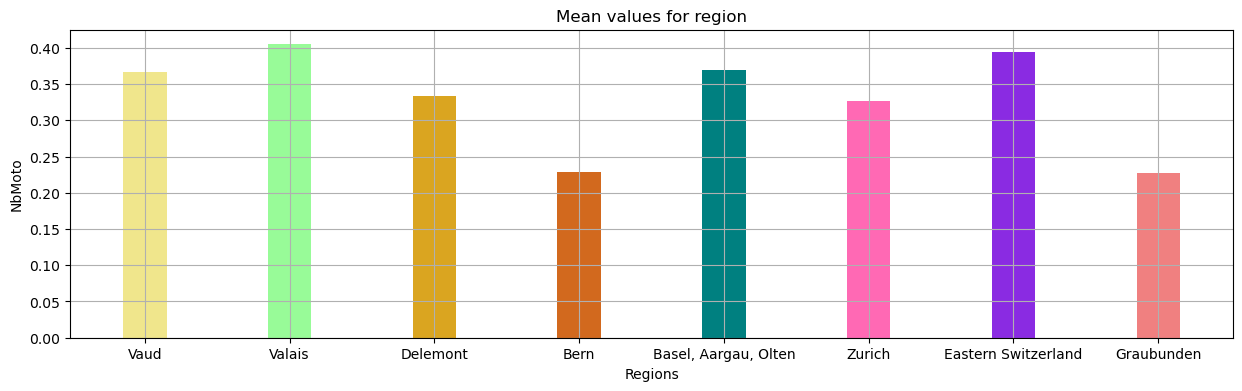 Mean values for region
NbMoto
0.40
0.35
0.30
0.25
0.20
0.15
0.10
0.05
0.00
Vaud Valais Delemont Bern Basel, Aargau, Olten Zurich Eastern Switzerland Graubunden
Regions